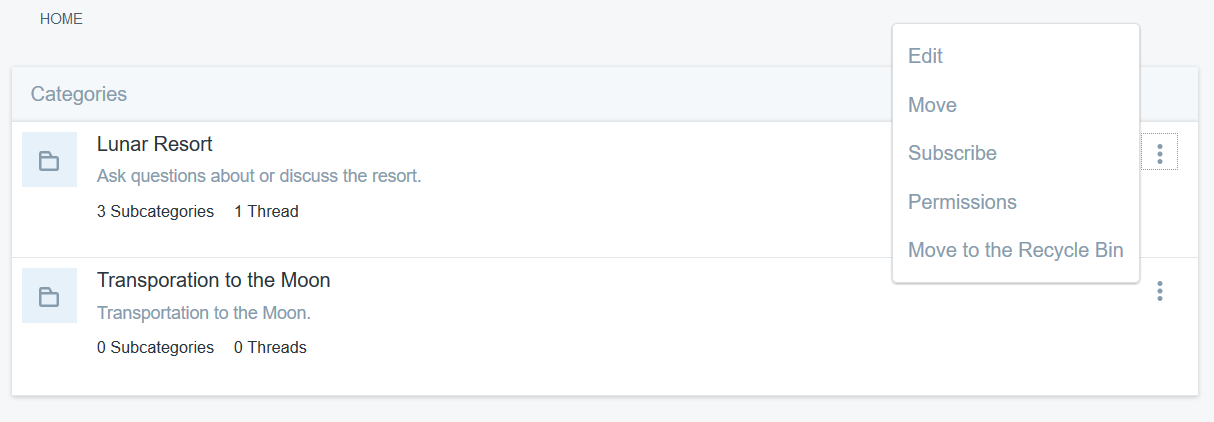 HOME
Categories
Lunar Resort
Ask questions about or discuss the resort.
3 Subcategories 1 Thread
Transporation to the Moon
Transportation to the Moon.
0 Subcategories 0 Threads
Edit
Move
Subscribe
Permissions
Move to the Recycle Bin